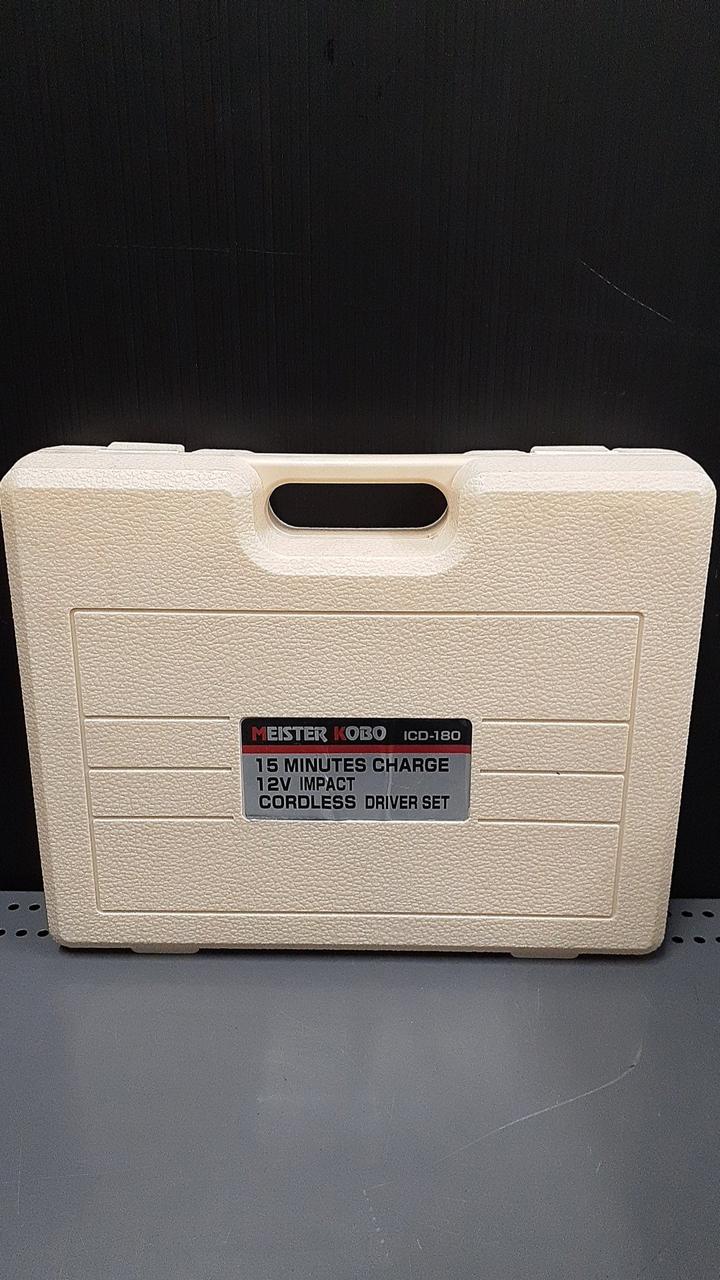 MEISTER KOBO ICD-180
15 MINUTES CHARGE
12V IMPACT
CORDLESS DRIVER SET